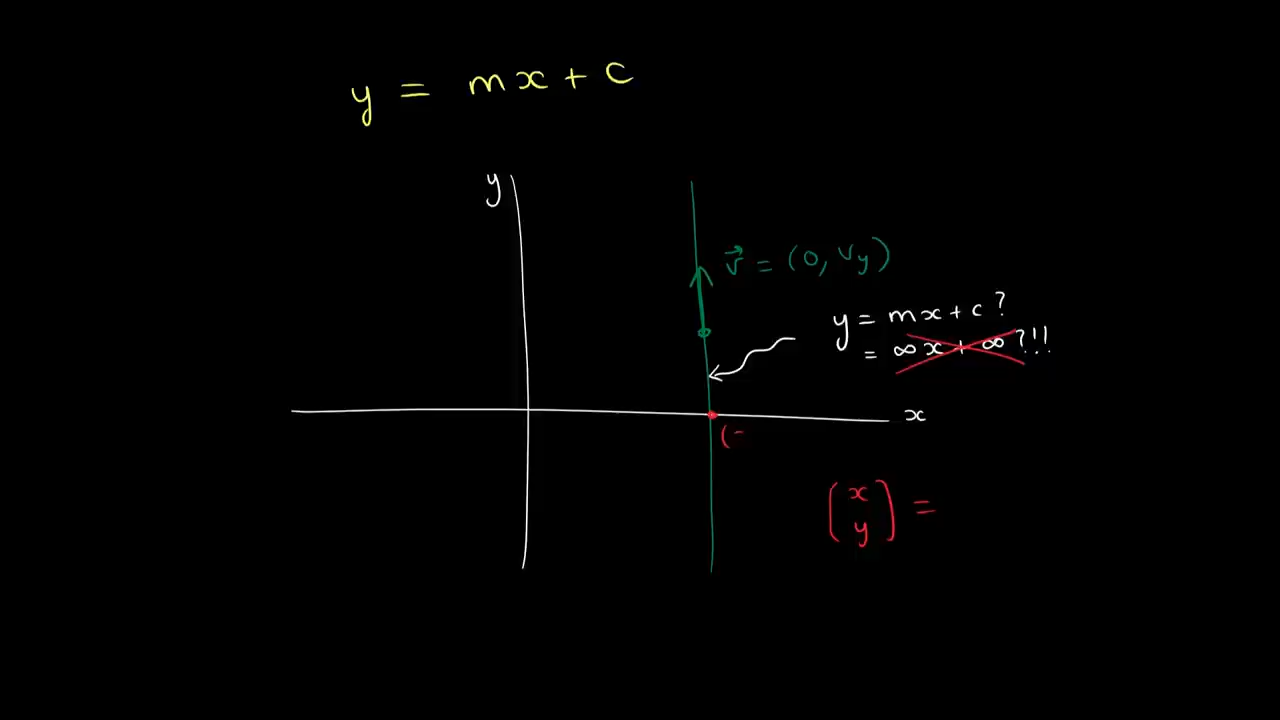 y = mx + c
y
v⃗ = (0, vy)
y = mx + c ?
= ∞x + ∞ ?!!
x
(-
(x
y) =